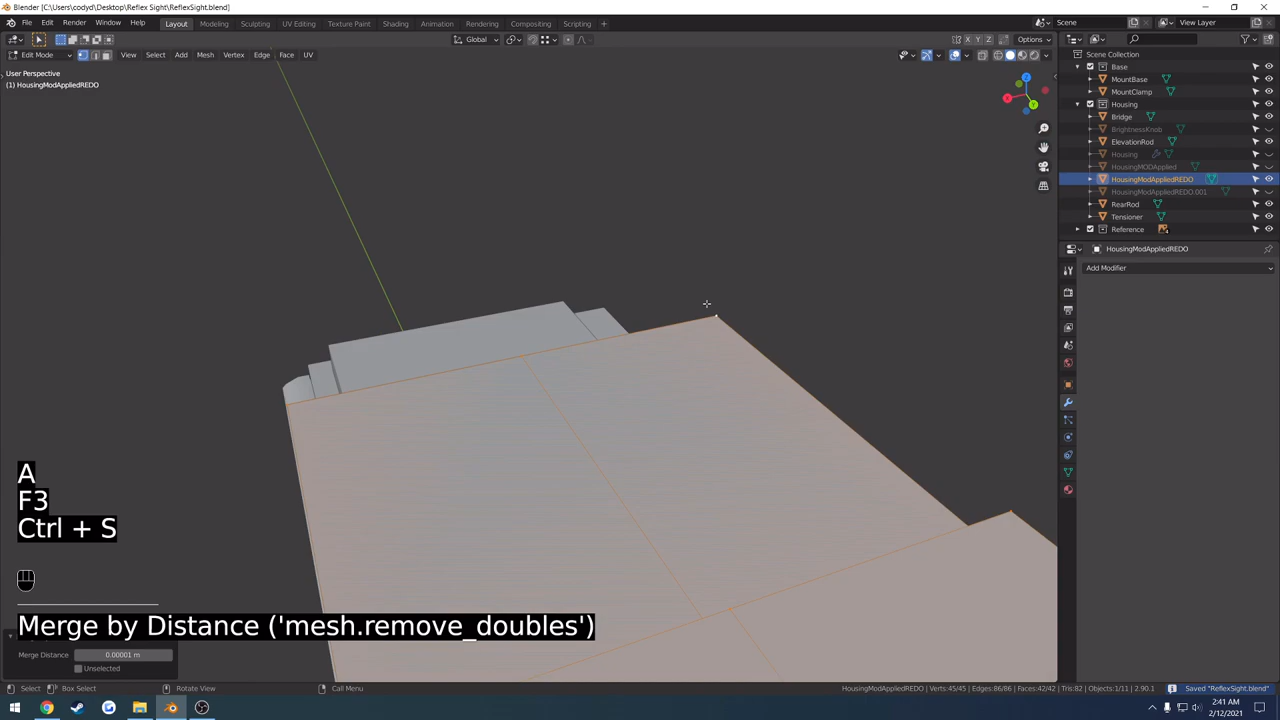 Blender [C:\Users\codyd\Desktop\Reflex Sight\ReflexSight.blend]
File Edit Render Window Help Layout Modeling Sculpting UV Editing Texture Paint Shading Animation Rendering Compositing Scripting Scene View Layer
Global X Y Z Options
Edit Mode View Select Add Mesh Vertex Edge Face UV
User Perspective
(1) HousingModAppliedREDO
Z
X
Y
Scene Collection
Base
MountBase
MountClamp
Housing
Bridge
BrightnessKnob
ElevationRod
Housing
HousingMODApplied
HousingModAppliedREDO
HousingModAppliedREDO.001
RearRod
Tensioner
Reference
HousingModAppliedREDO
Add Modifier
A
F3
Ctrl + S
Merge by Distance ('mesh.remove_doubles')
Merge Distance 0.00001 m
Unselected
Select Box Select Rotate View Call Menu HousingModAppliedREDO | Verts:45/45 | Edges:86/86 | Faces:42/42 | Tris:82 | Objects:1/11 | 2.90.1 Saved "ReflexSight.blend"
2:41 AM
2/12/2021